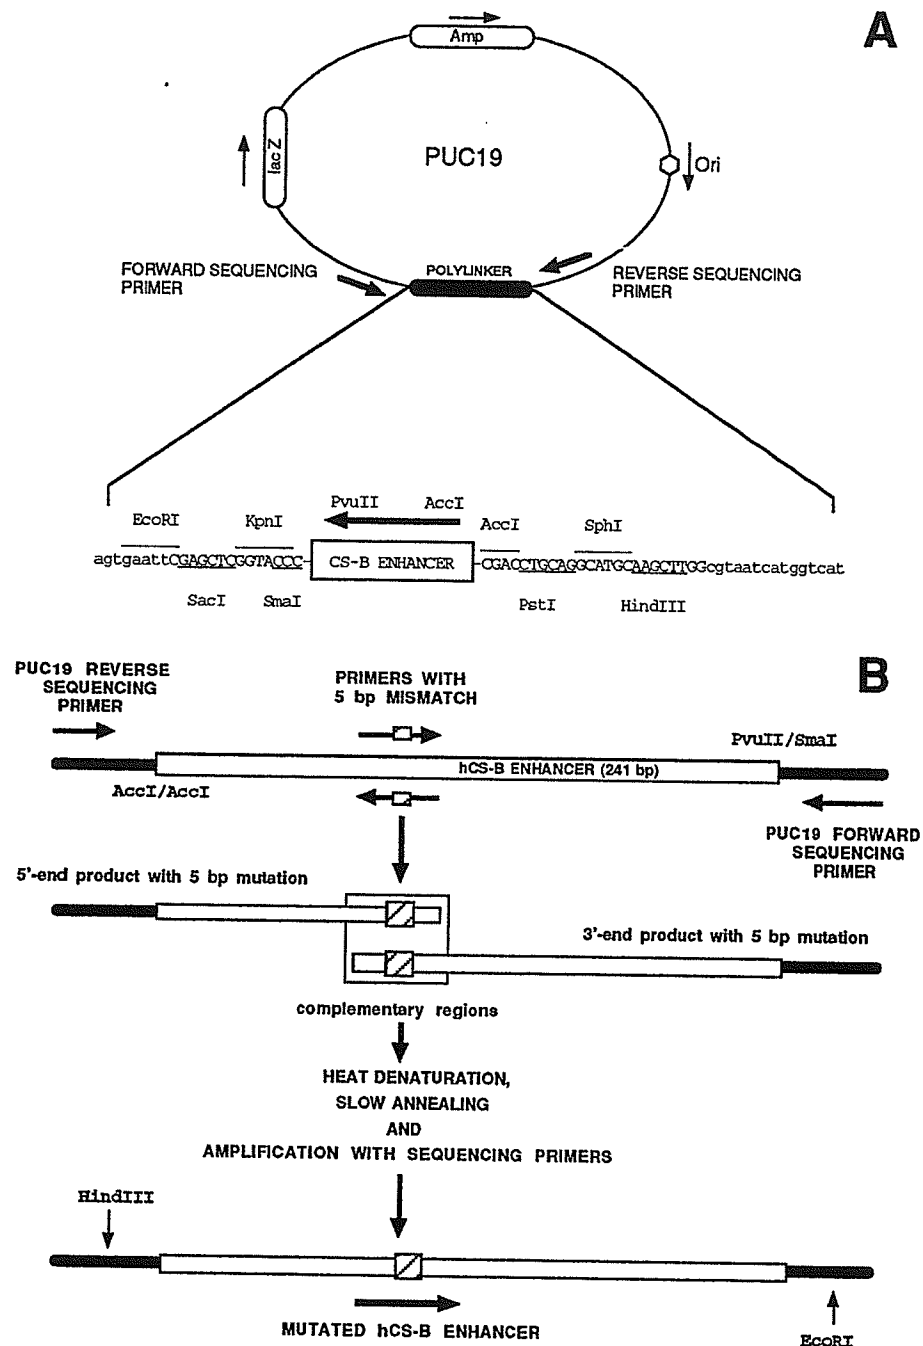 A
Amp
lac Z
PUC19
Ori
FORWARD SEQUENCING
PRIMER
POLYLINKER
REVERSE SEQUENCING
PRIMER
PvuII
AccI
EcoRI
KpnI
AccI
SphI
agtgaattCGAGCTCGGTACCC
CS-B ENHANCER
CGACCTGCAGGCATGCAAGCTTGGcgtaatcatggtcat
SacI
SmaI
PstI
HindIII
B
PUC19 REVERSE
SEQUENCING
PRIMER
PRIMERS WITH
5 bp MISMATCH
PvuII/SmaI
hCS-B ENHANCER (241 bp)
AccI/AccI
PUC19 FORWARD
SEQUENCING
PRIMER
5'-end product with 5 bp mutation
3'-end product with 5 bp mutation
complementary regions
HEAT DENATURATION,
SLOW ANNEALING
AND
AMPLIFICATION WITH SEQUENCING PRIMERS
HindIII
MUTATED hCS-B ENHANCER
EcoRI